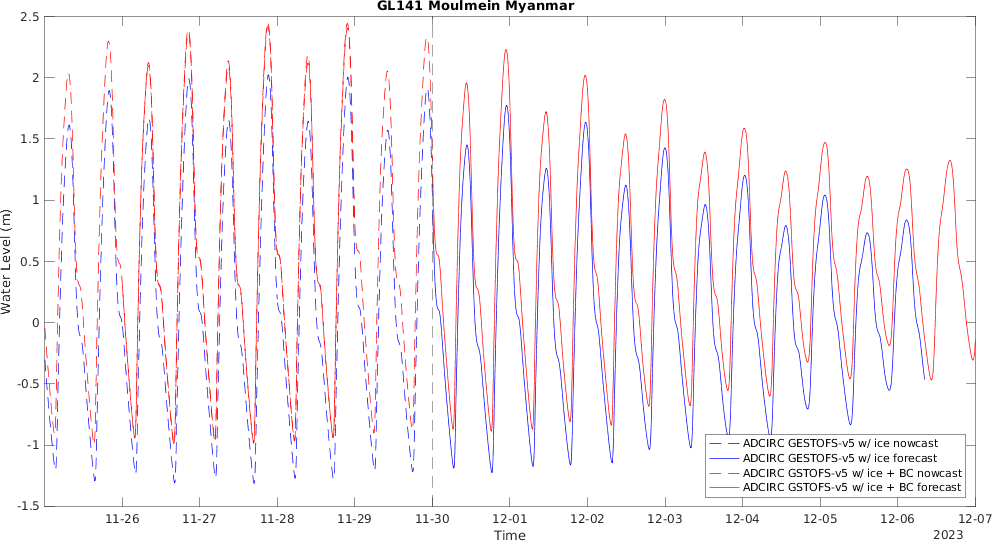 GL141 Moulmein Myanmar
2.5
2
1.5
1
0.5
0
-0.5
-1
-1.5
Water Level (m)
11-26 11-27 11-28 11-29 11-30 12-01 12-02 12-03 12-04 12-05 12-06 12-07
Time
2023
ADCIRC GESTOFS-v5 w/ ice nowcast
ADCIRC GESTOFS-v5 w/ ice forecast
ADCIRC GSTOFS-v5 w/ ice + BC nowcast
ADCIRC GSTOFS-v5 w/ ice + BC forecast